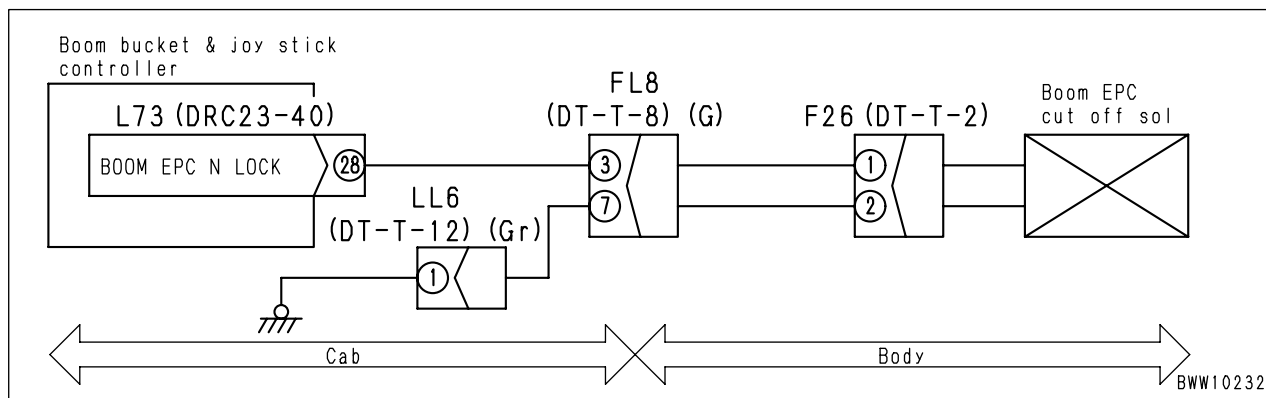 Boom bucket & joy stick
controller
L73 (DRC23-40)
BOOM EPC N LOCK
28
LL6
(DT-T-12) (Gr)
1
FL8
(DT-T-8) (G)
3
7
F26 (DT-T-2)
1
2
Boom EPC
cut off sol
Cab
Body
BWW10232